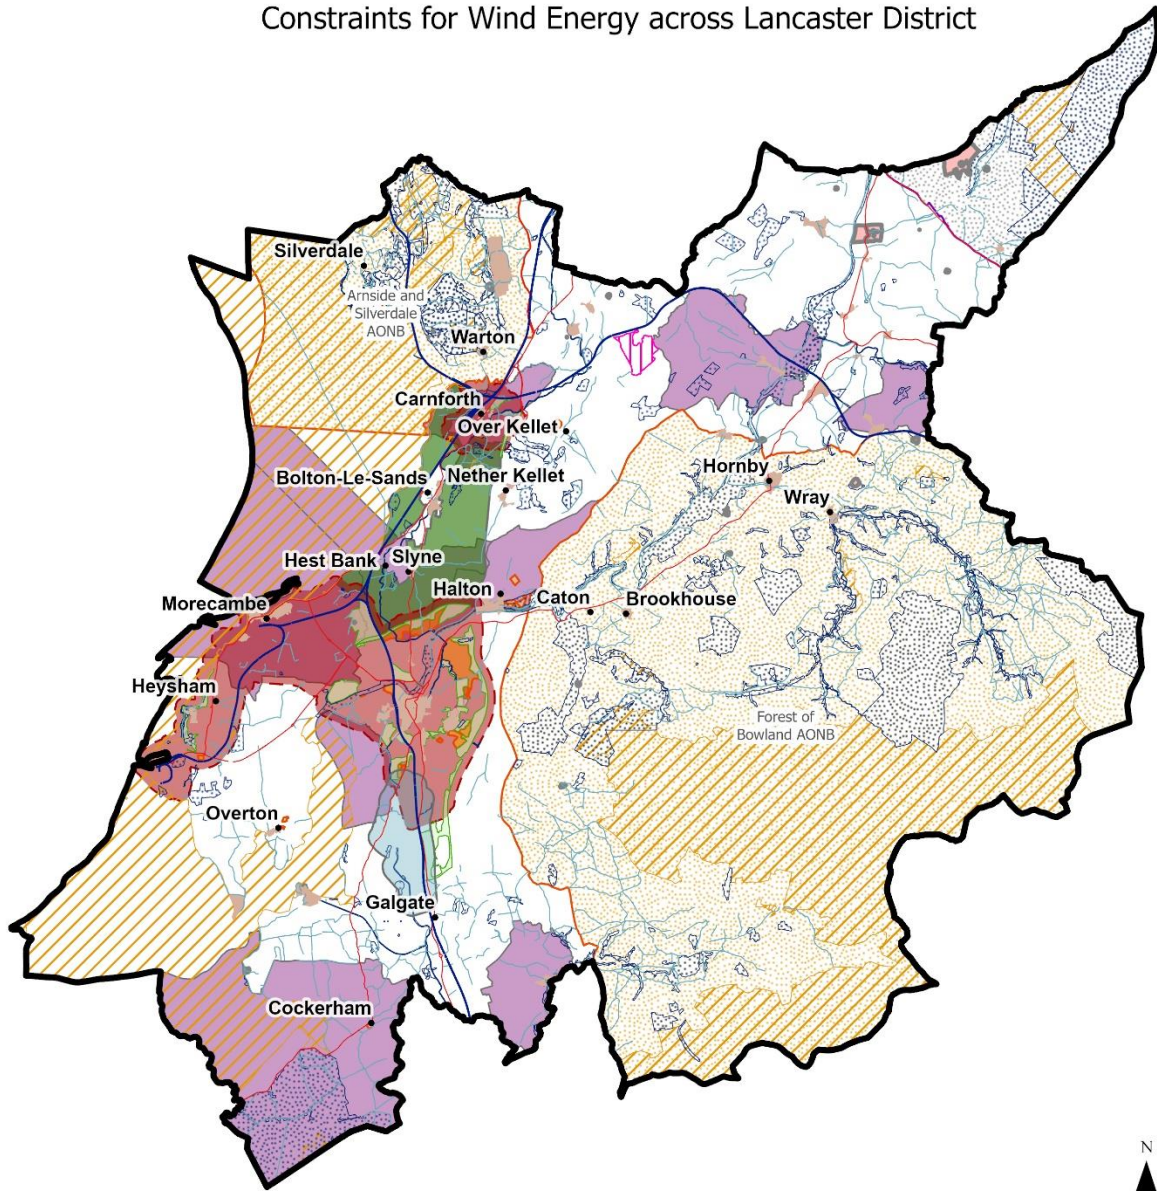 Constraints for Wind Energy across Lancaster District
Silverdale
Arnside and
Silverdale
AONB
Warton
Carnforth
Over Kellet
Bolton-Le-Sands
Nether Kellet
Hornby
Wray
Hest Bank
Slyne
Halton
Morecambe
Caton
Brookhouse
Heysham
Forest of
Bowland AONB
Overton
Galgate
Cockerham
N